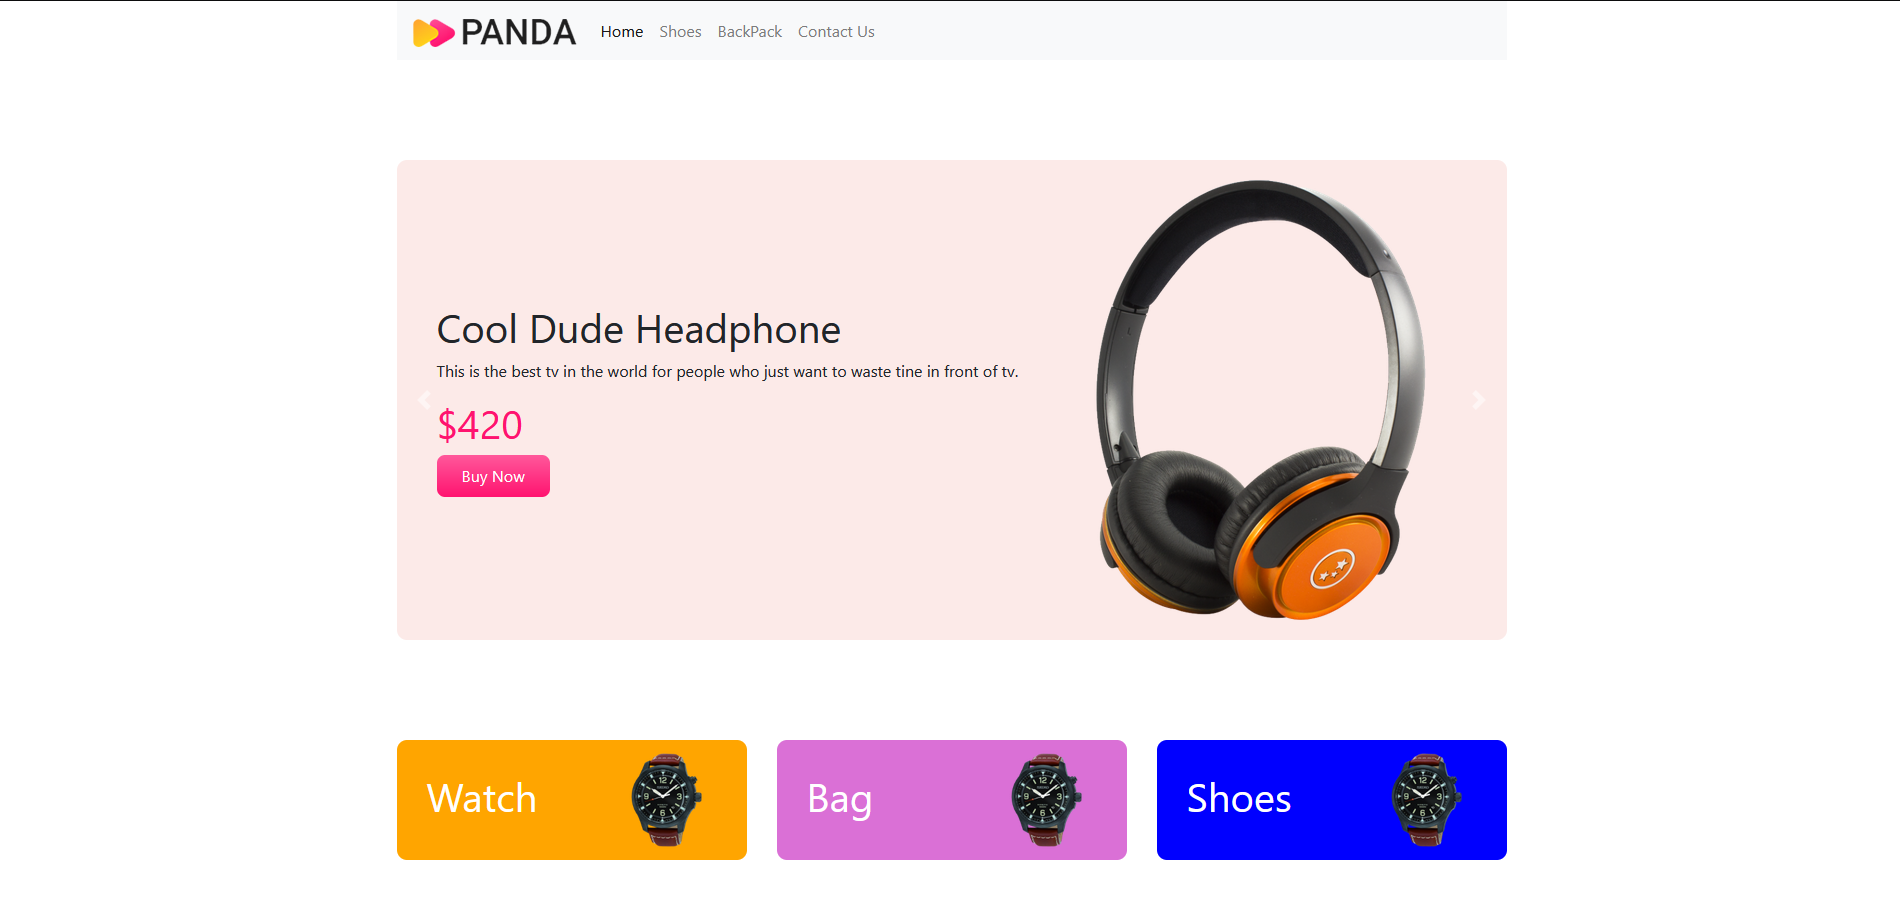 PANDA Home Shoes BackPack Contact Us
Cool Dude Headphone
This is the best tv in the world for people who just want to waste tine in front of tv.
$420
Buy Now
Watch
Bag
Shoes